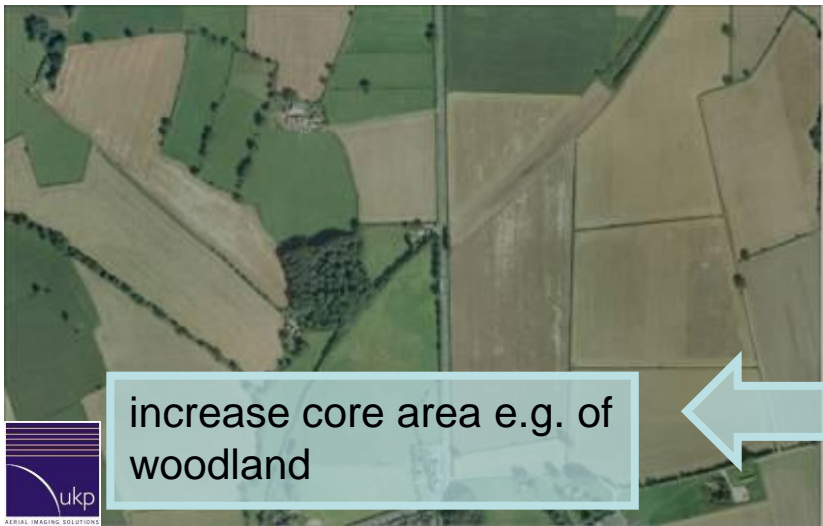 increase core area e.g. of
woodland
ukp
AERIAL IMAGING SOLUTIONS